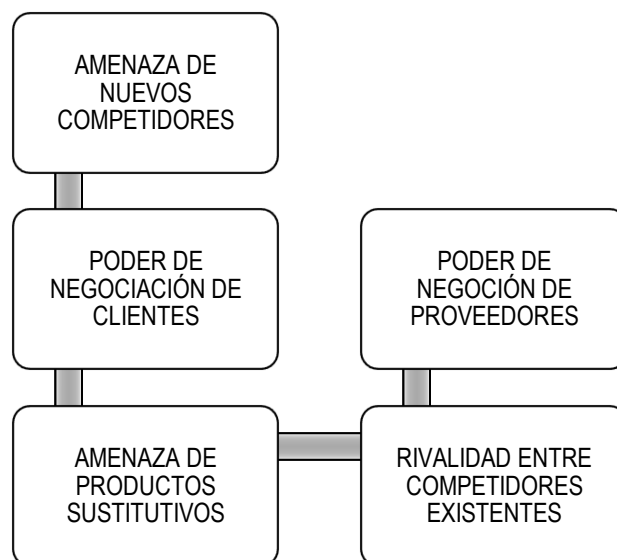 AMENAZA DE
NUEVOS
COMPETIDORES
PODER DE
NEGOCIACIÓN DE
CLIENTES
AMENAZA DE
PRODUCTOS
SUSTITUTIVOS
RIVALIDAD ENTRE
COMPETIDORES
EXISTENTES
PODER DE
NEGOCIÓN DE
PROVEEDORES